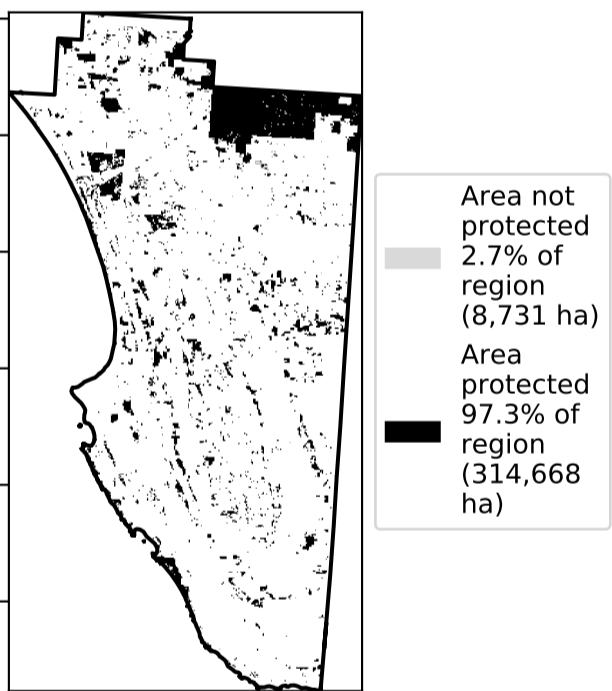 Area not
protected
2.7% of
region
(8,731 ha)
Area
protected
97.3% of
region
(314,668
ha)